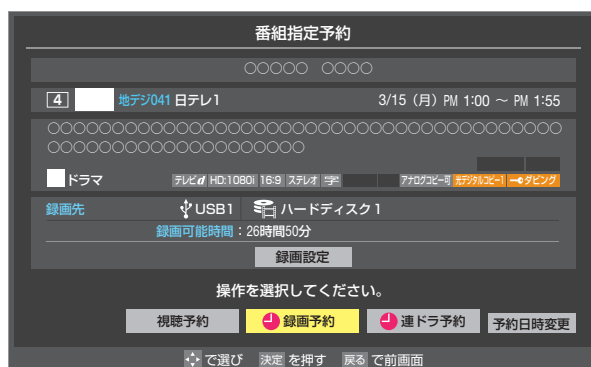 番組指定予約
○○○○○ ○○○○
4 地デジ041 日テレ1 3/15（月）PM 1:00 ～ PM 1:55
○○○○○○○○○○○○○○○○○○○○○○○○○○○○○○○○○○○
○○○○○○○○○○○○○○○○○○
ドラマ テレビd HD:1080i 16:9 ステレオ 字 アナログコピー可 光デジタルコピー1 ダビング
録画先 USB1 ハードディスク1
録画可能時間：26時間50分
録画設定
操作を選択してください。
視聴予約 録画予約 連ドラ予約 予約日時変更
で選び 決定 を押す 戻る で前画面